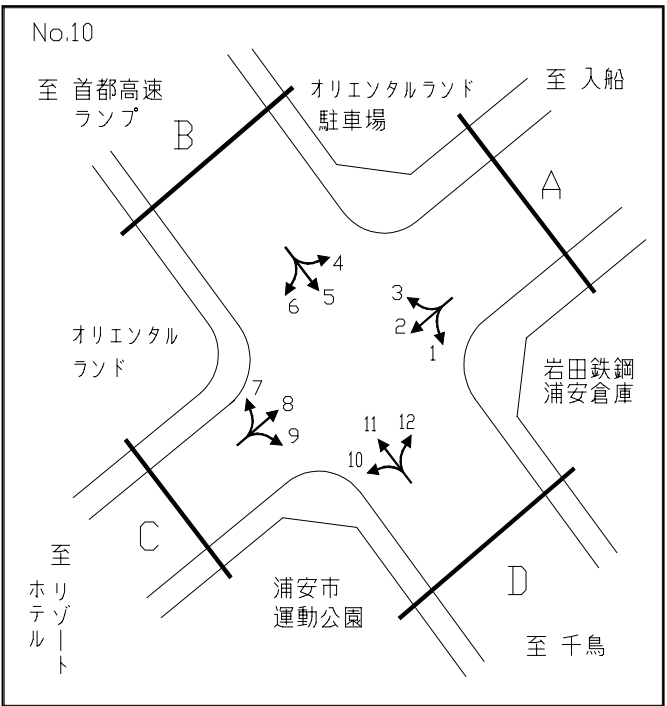 No.10
至 首都高速
ランプ
B
オリエンタルランド
駐車場
至 入船
A
4
5
6
3
2
1
オリエンタル
ランド
岩田鉄鋼
浦安倉庫
7
8
9
11
12
10
C
D
至 リゾート
ホテル
浦安市
運動公園
至 千鳥